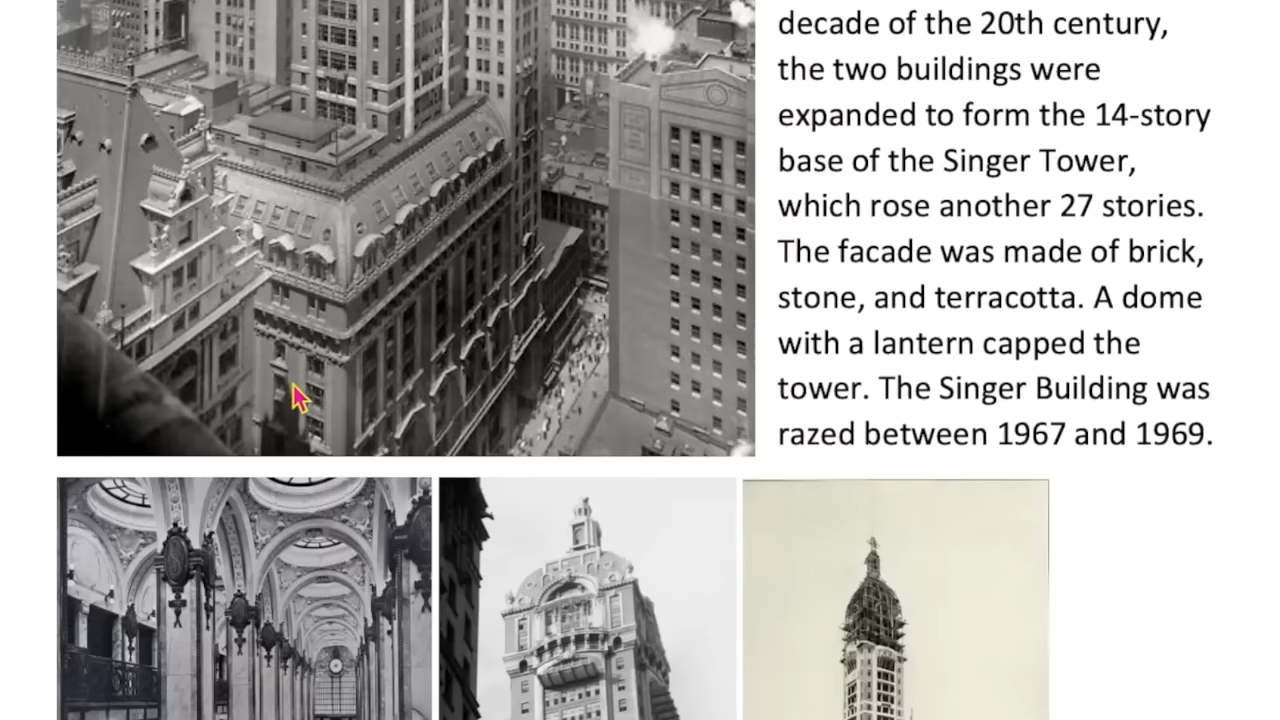 decade of the 20th century,
the two buildings were
expanded to form the 14-story
base of the Singer Tower,
which rose another 27 stories.
The facade was made of brick,
stone, and terracotta. A dome
with a lantern capped the
tower. The Singer Building was
razed between 1967 and 1969.